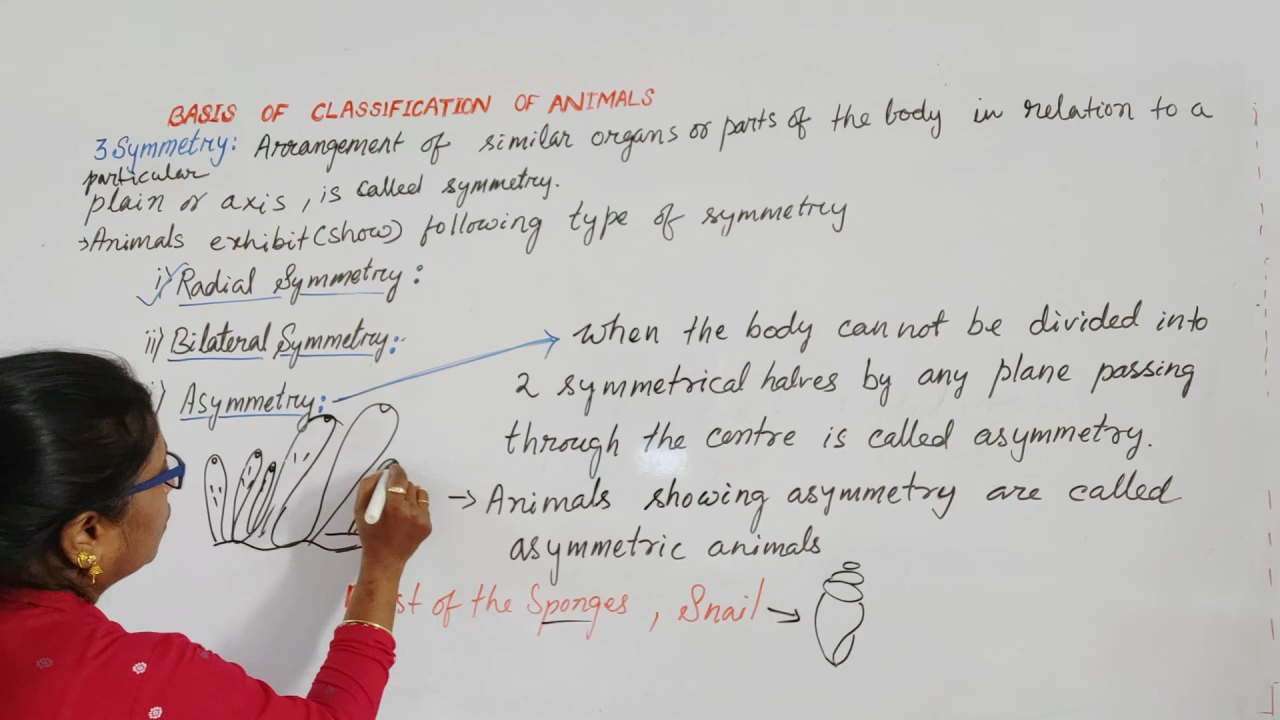 BASIS OF CLASSIFICATION OF ANIMALS
3 Symmetry: Arrangement of similar organs or parts of the body in relation to a
particular
plain or axis, is called symmetry.
→Animals exhibit(show) following type of symmetry
i) Radial Symmetry:
ii) Bilateral Symmetry:-
i) Asymmetry: → when the body cannot be divided into
2 symmetrical halves by any plane passing
through the centre is called asymmetry.
→ Animals showing asymmetry are called
asymmetric animals
of the Sponges, Snail →